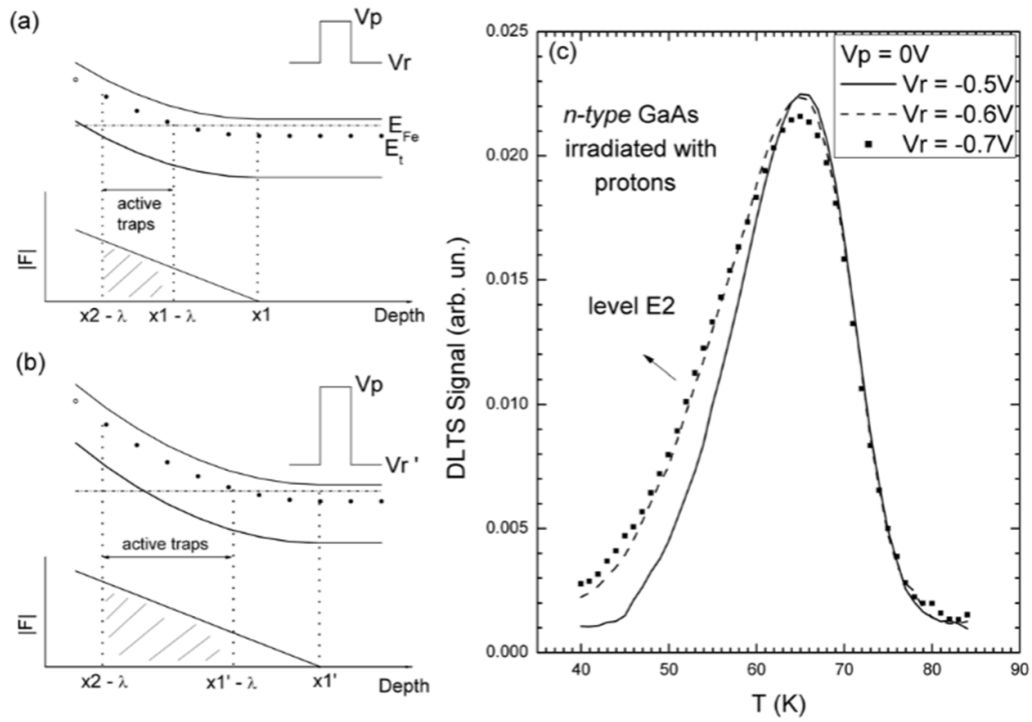 (a)
Vp
Vr
E_Fe
E_t
active
traps
|F|
x2 - λ
x1 - λ
x1
Depth
(b)
Vp
Vr '
active traps
|F|
x2 - λ
x1' - λ
x1'
Depth
(c)
Vp = 0V
Vr = -0.5V
Vr = -0.6V
Vr = -0.7V
n-type GaAs
irradiated with
protons
level E2
DLTS Signal (arb. un.)
0.025
0.020
0.015
0.010
0.005
0.000
30 40 50 60 70 80 90
T (K)